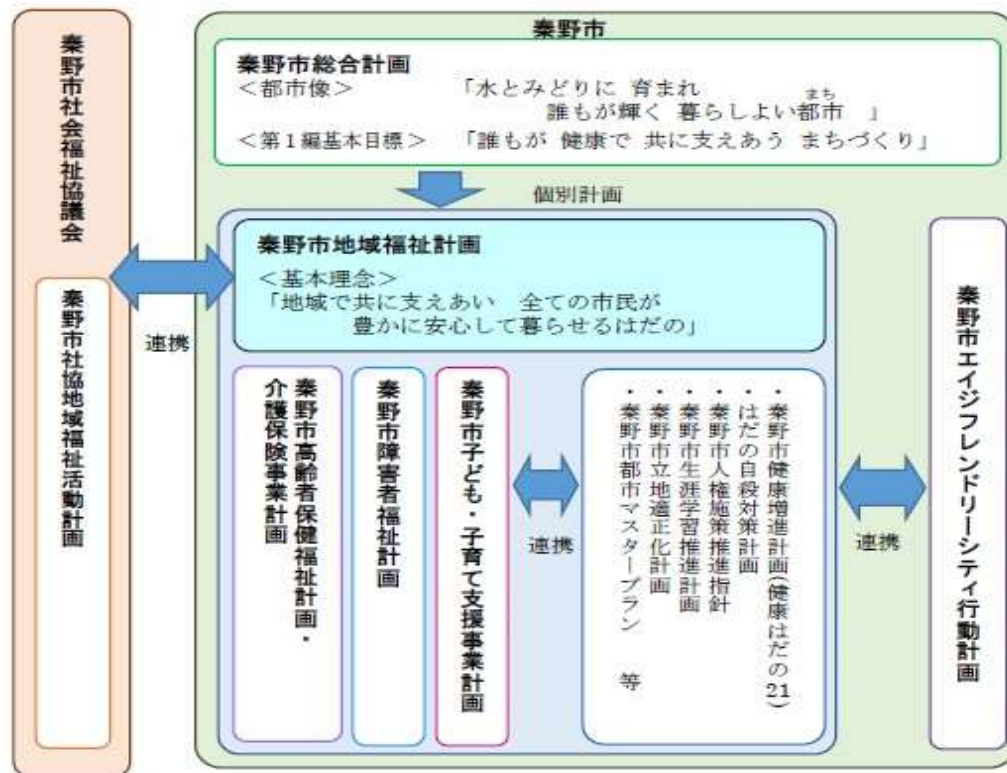 秦野市社会福祉協議会
秦野市社協地域福祉活動計画
連携
秦野市
秦野市総合計画
＜都市像＞ 「水とみどりに 育まれ
誰もが輝く 暮らしよい都市 」
まち
＜第１編基本目標＞ 「誰もが 健康で 共に支えあう まちづくり」
個別計画
秦野市地域福祉計画
＜基本理念＞
「地域で共に支えあい 全ての市民が
豊かに安心して暮らせるはだの」
秦野市高齢者保健福祉計画・
介護保険事業計画
秦野市障害者福祉計画
秦野市子ども・子育て支援事業計画
連携
・秦野市健康増進計画(健康はだの21)
・はだの自殺対策計画
・秦野市人権施策推進指針
・秦野市生涯学習推進計画
・秦野市立地適正化計画
・秦野市都市マスタープラン 等
連携
秦野市エイジフレンドリーシティ行動計画